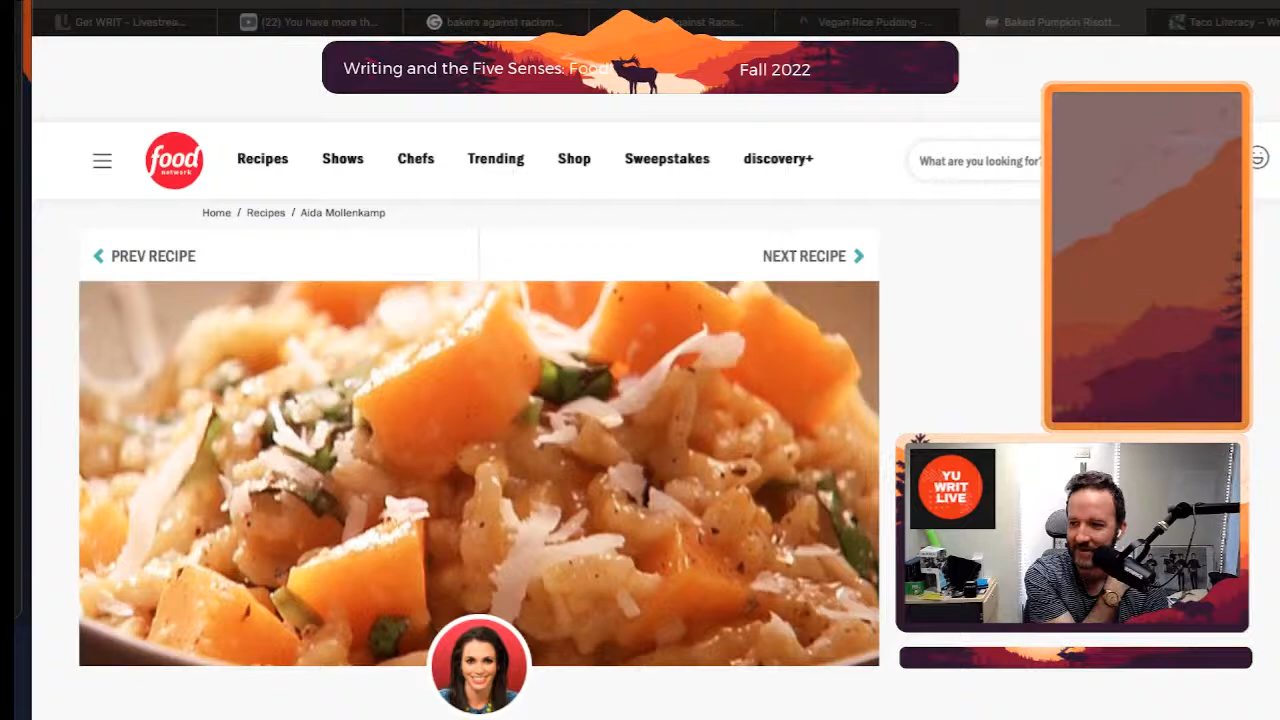 Get WRIT - Livestrea...
(22) You have more th...
bakers against racism...
Against Racis...
Vegan Rice Pudding -...
Baked Pumpkin Risott...
Taco Literacy – W
Writing and the Five Senses: Food
Fall 2022
food
network
Recipes
Shows
Chefs
Trending
Shop
Sweepstakes
discovery+
What are you looking for?
Home / Recipes / Aida Mollenkamp
PREV RECIPE
NEXT RECIPE
YU
WRIT
LIVE